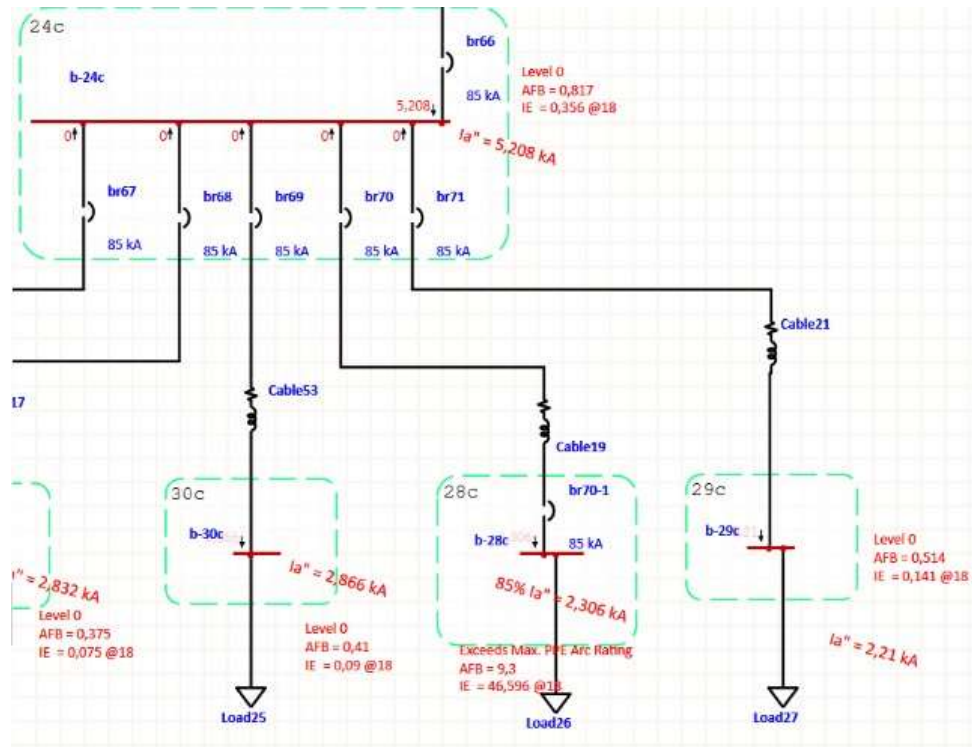 24c
br66
b-24c
Level 0
AFB = 0,817
IE = 0,356 @18
85 kA
5,208
Ia" = 5,208 kA
0
0
0
0
0
br67
br68
br69
br70
br71
85 kA
85 kA
85 kA
85 kA
85 kA
Cable21
Cable53
17
Cable19
30c
28c
br70-1
29c
b-30c
b-28c
85 kA
b-29c
Level 0
AFB = 0,514
IE = 0,141 @18
" = 2,832 kA
Ia" = 2,866 kA
85% Ia" = 2,306 kA
Ia" = 2,21 kA
Level 0
AFB = 0,375
IE = 0,075 @18
Level 0
AFB = 0,41
IE = 0,09 @18
Exceeds Max. PPE Arc Rating
AFB = 9,3
IE = 46,596 @18
Load25
Load26
Load27